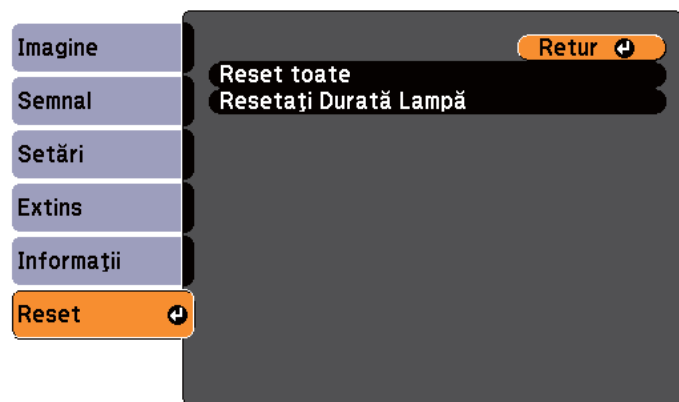 Imagine
Semnal
Setări
Extins
Informaţii
Reset
Retur
Reset toate
Resetaţi Durată Lampă